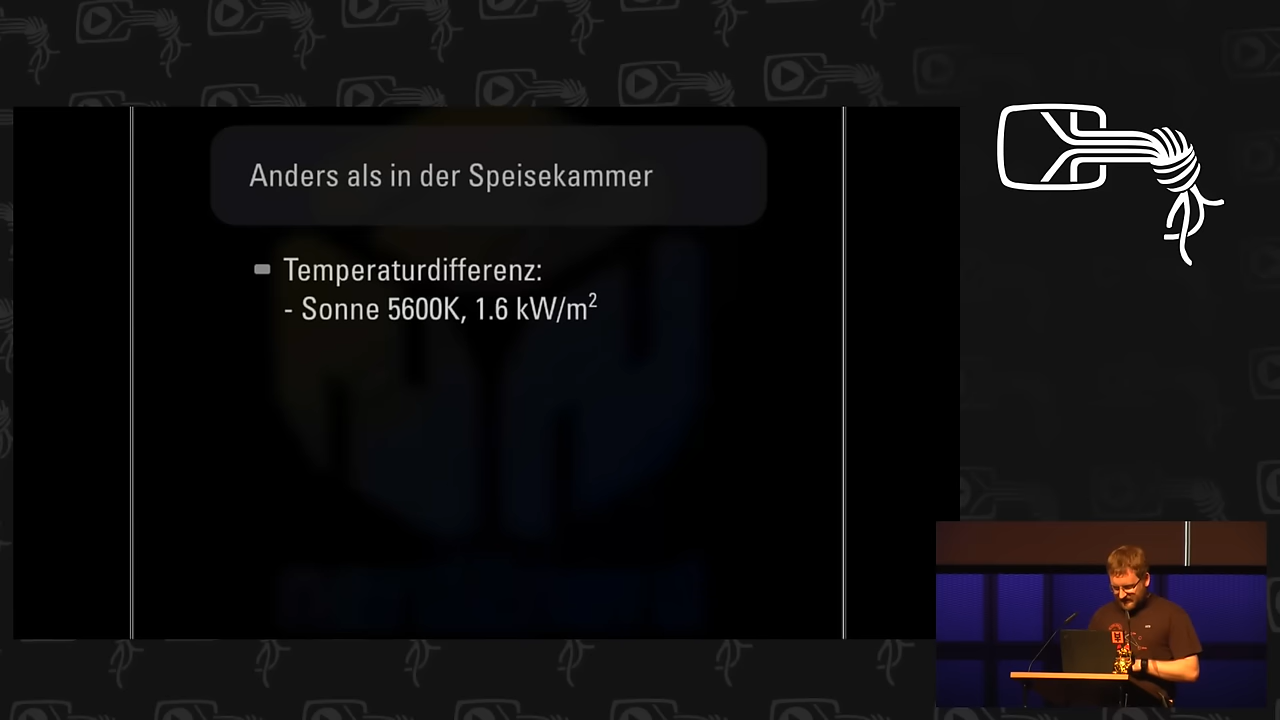 Anders als in der Speisekammer
Temperaturdifferenz:
- Sonne 5600K, 1.6 kW/m²